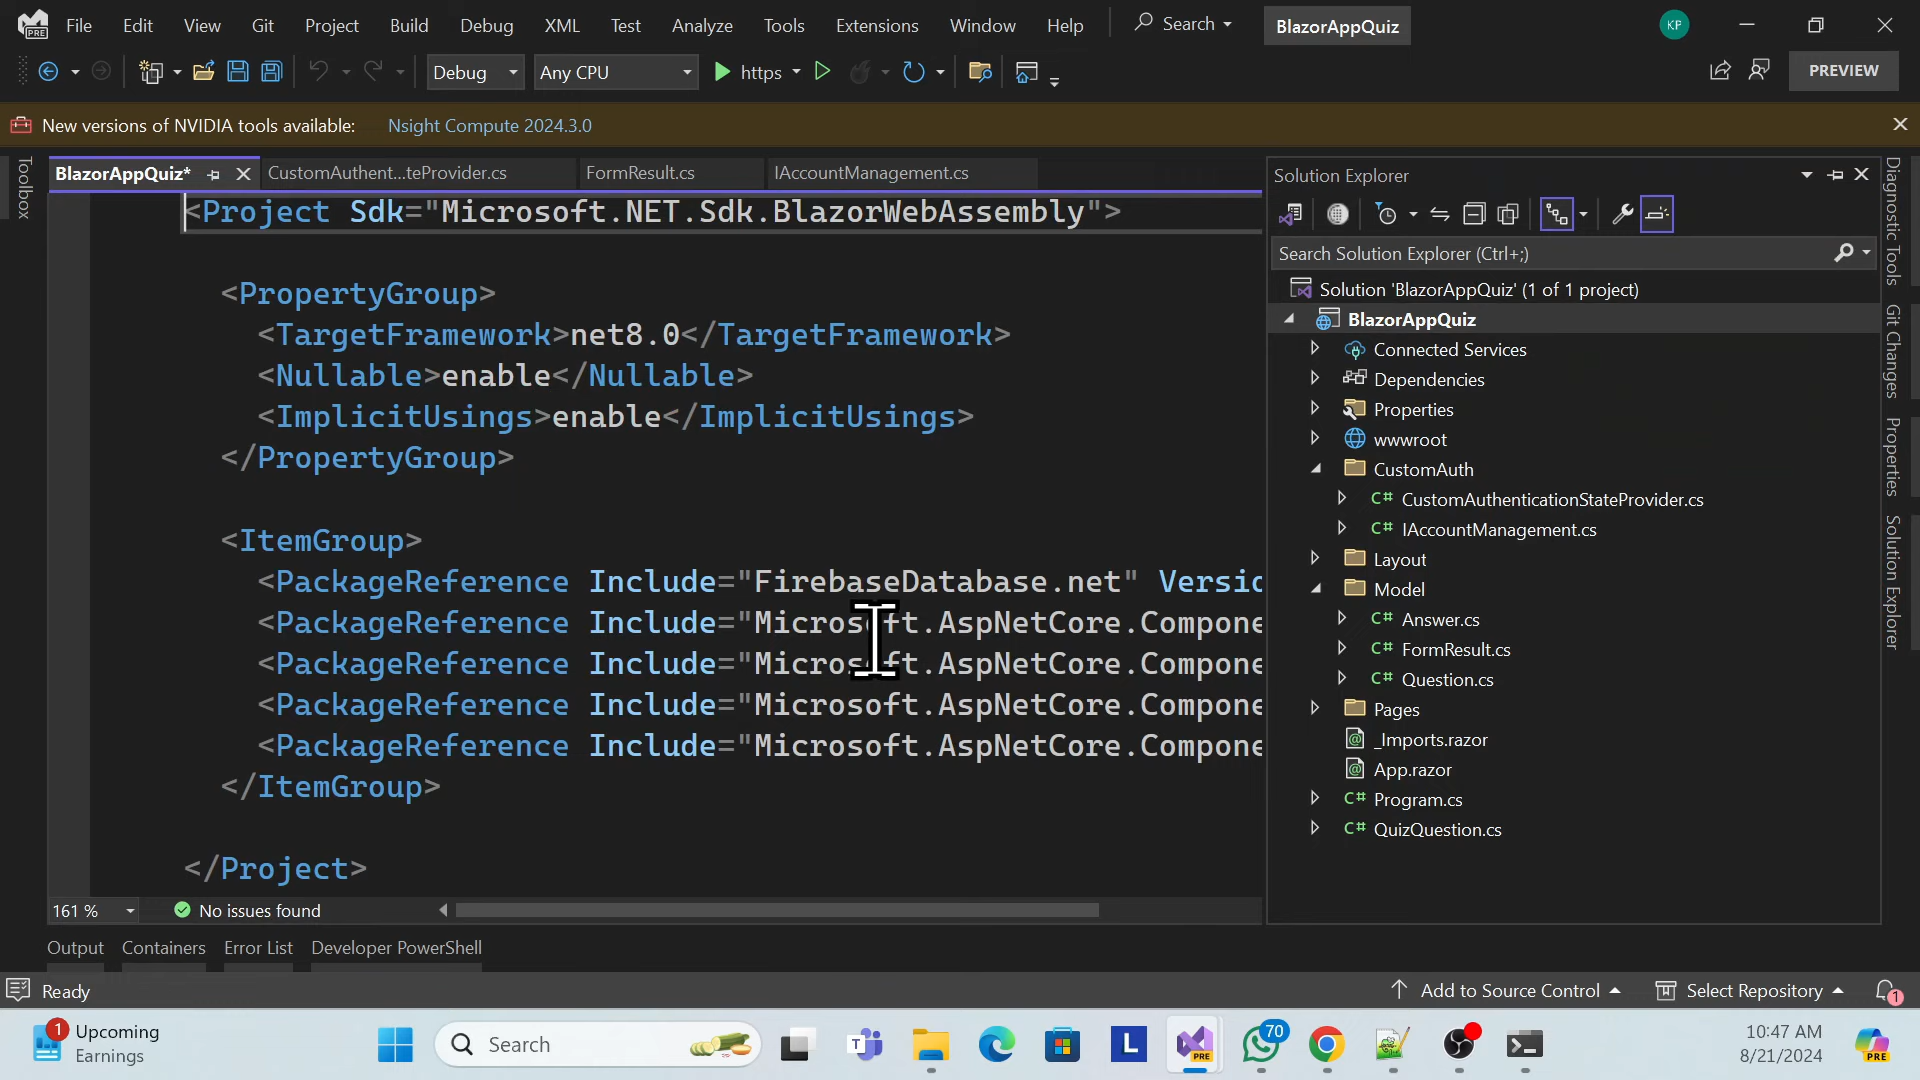 File Edit View Git Project Build Debug XML Test Analyze Tools Extensions Window Help Search BlazorAppQuiz KP
Debug Any CPU https PREVIEW
New versions of NVIDIA tools available: Nsight Compute 2024.3.0
Toolbox
BlazorAppQuiz* CustomAuthent...teProvider.cs FormResult.cs IAccountManagement.cs
<Project Sdk="Microsoft.NET.Sdk.BlazorWebAssembly">
<PropertyGroup>
<TargetFramework>net8.0</TargetFramework>
<Nullable>enable</Nullable>
<ImplicitUsings>enable</ImplicitUsings>
</PropertyGroup>
<ItemGroup>
<PackageReference Include="FirebaseDatabase.net" Versio
<PackageReference Include="Microsoft.AspNetCore.Compone
<PackageReference Include="Microsoft.AspNetCore.Compone
<PackageReference Include="Microsoft.AspNetCore.Compone
<PackageReference Include="Microsoft.AspNetCore.Compone
</ItemGroup>
</Project>
161 % No issues found
Solution Explorer
Search Solution Explorer (Ctrl+;)
Solution 'BlazorAppQuiz' (1 of 1 project)
BlazorAppQuiz
Connected Services
Dependencies
Properties
wwwroot
CustomAuth
C# CustomAuthenticationStateProvider.cs
C# IAccountManagement.cs
Layout
Model
C# Answer.cs
C# FormResult.cs
C# Question.cs
Pages
_Imports.razor
App.razor
C# Program.cs
C# QuizQuestion.cs
Diagnostic Tools
Git Changes
Properties
Solution Explorer
Output Containers Error List Developer PowerShell
Ready Add to Source Control Select Repository 1
1 Upcoming
Earnings
Search
70
10:47 AM
8/21/2024
PRE